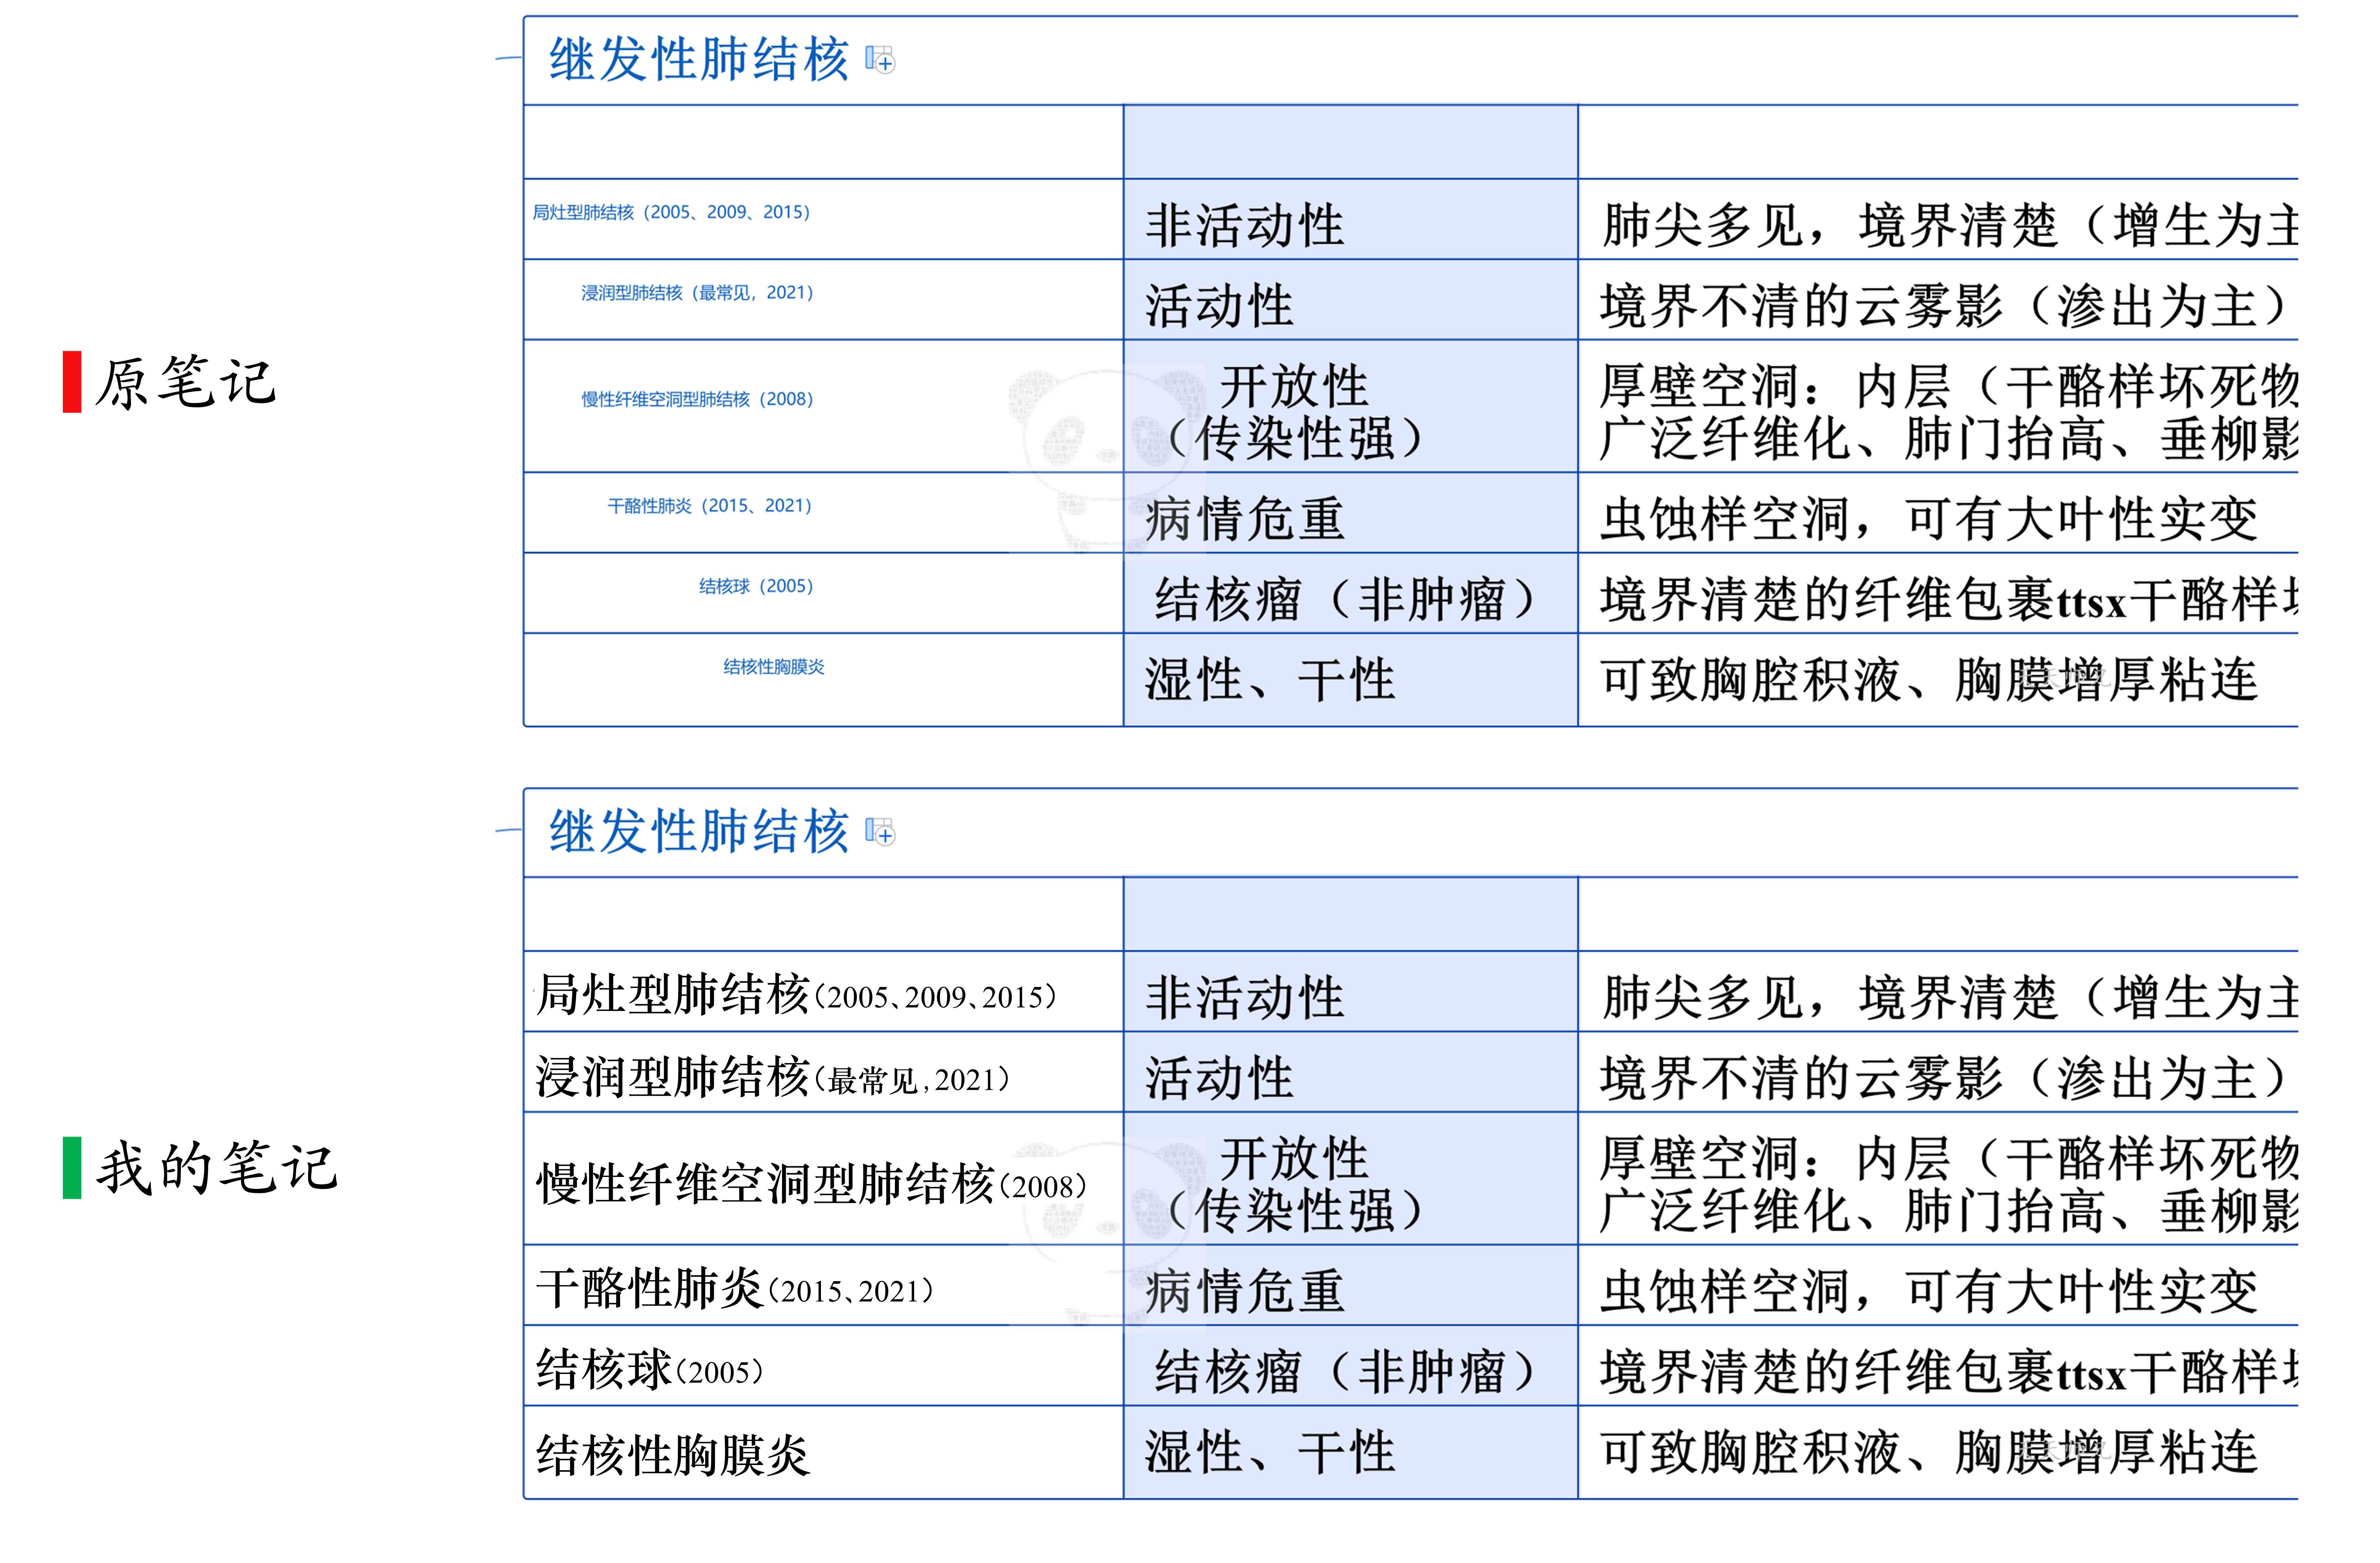 继发性肺结核
局灶型肺结核（2005、2009、2015） 非活动性 肺尖多见，境界清楚（增生为主
浸润型肺结核（最常见，2021） 活动性 境界不清的云雾影（渗出为主）
原笔记
慢性纤维空洞型肺结核（2008） 开放性（传染性强） 厚壁空洞：内层（干酪样坏死物
广泛纤维化、肺门抬高、垂柳影
干酪性肺炎（2015、2021） 病情危重 虫蚀样空洞，可有大叶性实变
结核球（2005） 结核瘤（非肿瘤） 境界清楚的纤维包裹ttsx干酪样
结核性胸膜炎 湿性、干性 可致胸腔积液、胸膜增厚粘连
继发性肺结核
局灶型肺结核（2005、2009、2015） 非活动性 肺尖多见，境界清楚（增生为主
浸润型肺结核（最常见，2021） 活动性 境界不清的云雾影（渗出为主）
我的笔记
慢性纤维空洞型肺结核（2008） 开放性（传染性强） 厚壁空洞：内层（干酪样坏死物
广泛纤维化、肺门抬高、垂柳影
干酪性肺炎（2015、2021） 病情危重 虫蚀样空洞，可有大叶性实变
结核球（2005） 结核瘤（非肿瘤） 境界清楚的纤维包裹ttsx干酪样
结核性胸膜炎 湿性、干性 可致胸腔积液、胸膜增厚粘连